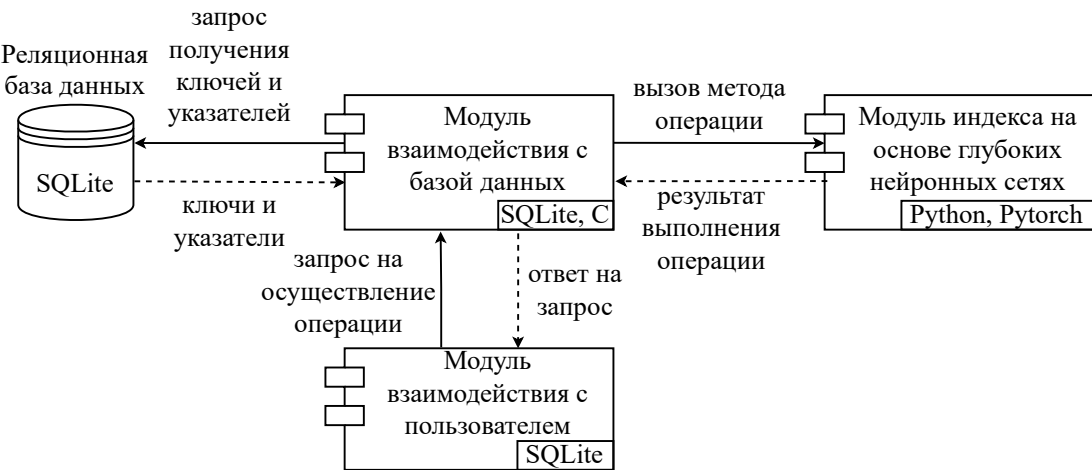 запрос
получения
ключей и
указателей
Реляционная
база данных
SQLite
ключи и
указатели
Модуль
взаимодействия с
базой данных
SQLite, C
вызов метода
операции
результат
выполнения
операции
Модуль индекса на
основе глубоких
нейронных сетях
Python, Pytorch
запрос на
осуществление
операции
ответ на
запрос
Модуль
взаимодействия с
пользователем
SQLite